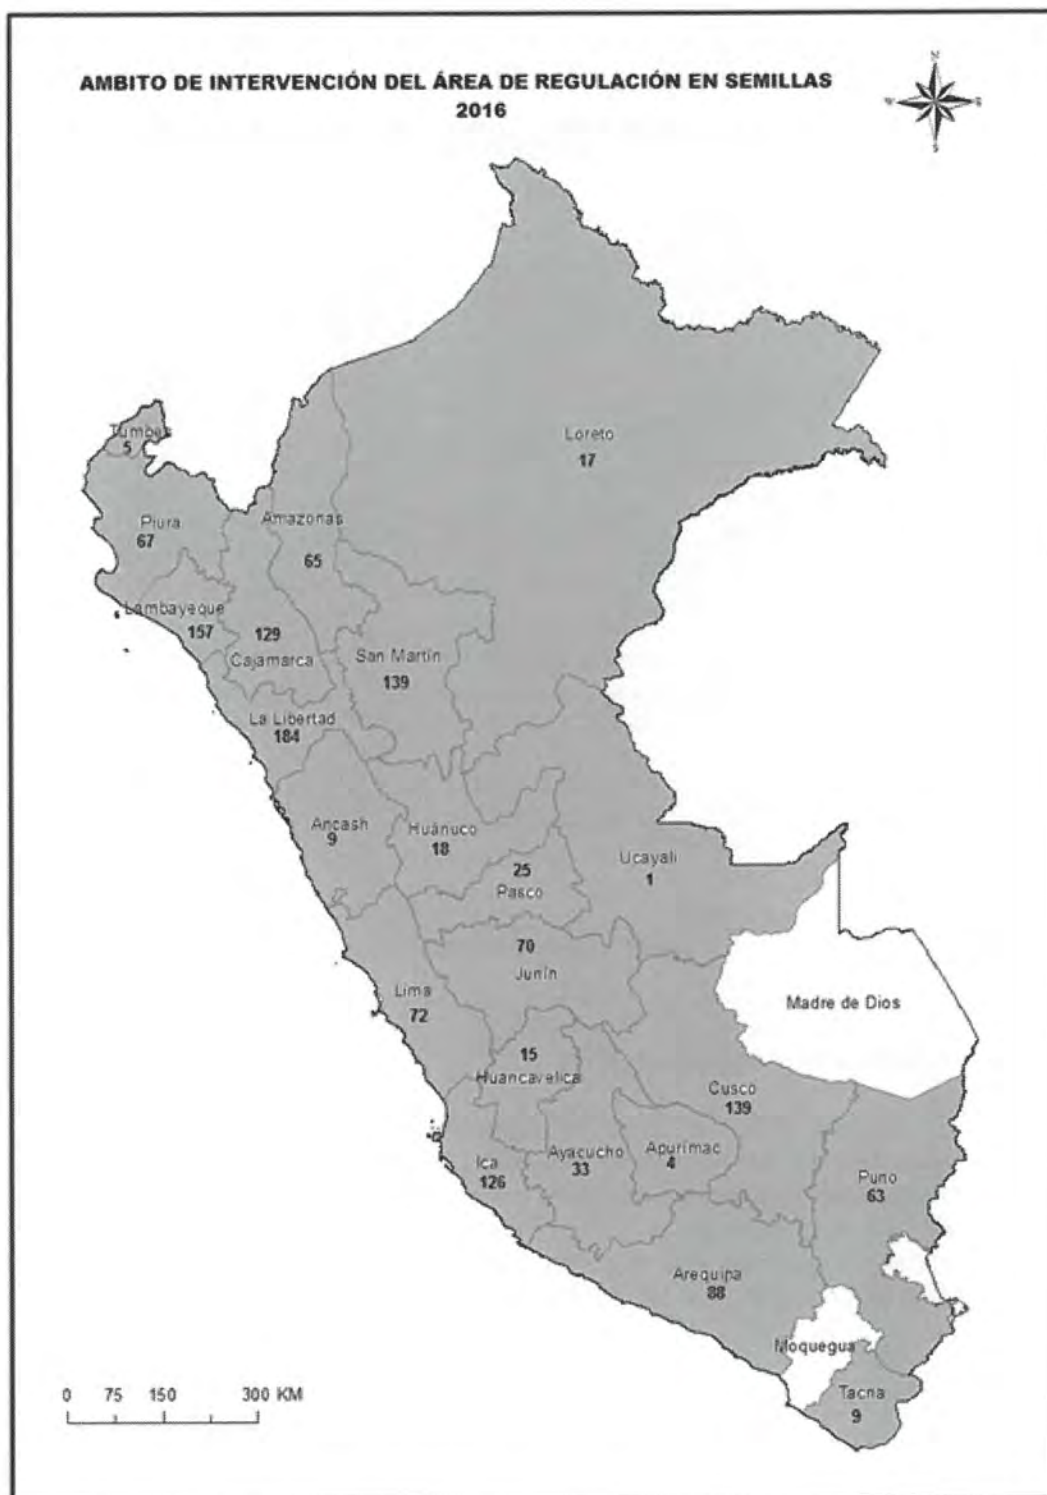 AMBITO DE INTERVENCIÓN DEL ÁREA DE REGULACIÓN EN SEMILLAS
2016
N
W
E
S
Loreto
17
Tumbes
5
Piura
67
Amazonas
65
Lambayeque
157
129
Cajamarca
San Martín
139
La Libertad
184
Ancash
9
Huánuco
18
25
Pasco
Ucayali
1
70
Junín
Lima
72
Madre de Dios
15
Huancavelica
Cusco
139
Ayacucho
33
Apurímac
4
Ica
126
Puno
63
Arequipa
88
Moquegua
Tacna
9
0 75 150 300 KM